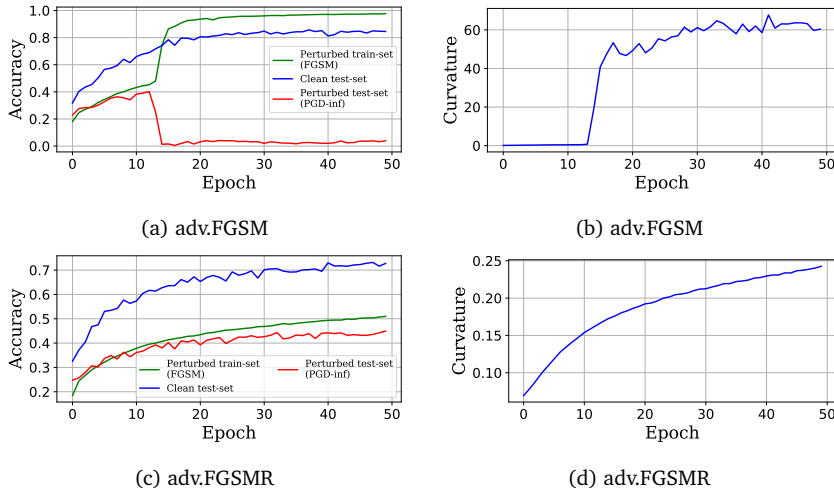 1.0
0.8
0.6
0.4
0.2
0.0
Accuracy
Perturbed train-set
(FGSM)
Clean test-set
Perturbed test-set
(PGD-inf)
0 10 20 30 40 50
Epoch
(a) adv.FGSM
60
40
20
0
Curvature
0 10 20 30 40 50
Epoch
(b) adv.FGSM
0.7
0.6
0.5
0.4
0.3
0.2
Accuracy
Perturbed train-set
(FGSM)
Clean test-set
Perturbed test-set
(PGD-inf)
0 10 20 30 40 50
Epoch
(c) adv.FGSMR
0.25
0.20
0.15
0.10
Curvature
0 10 20 30 40 50
Epoch
(d) adv.FGSMR